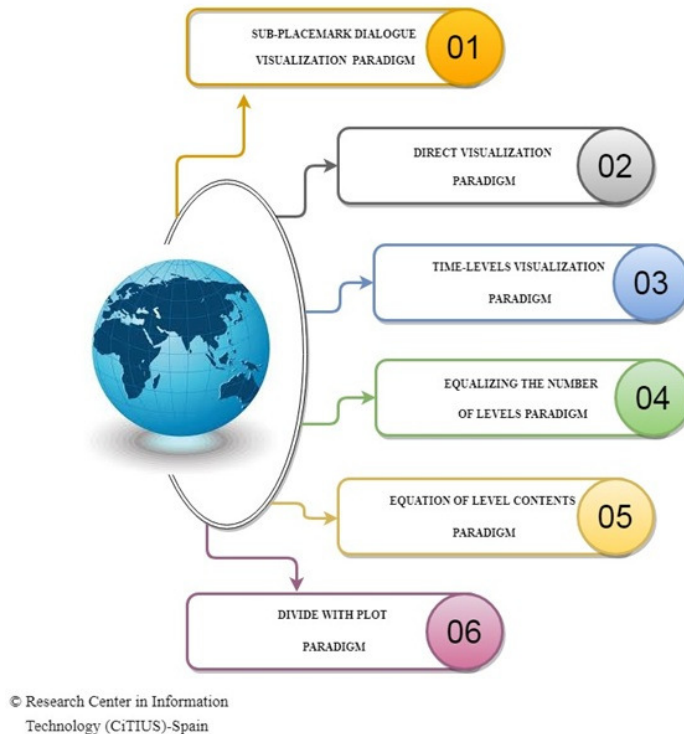 SUB-PLACEMARK DIALOGUE
VISUALIZATION PARADIGM
01
DIRECT VISUALIZATION
PARADIGM
02
TIME-LEVELS VISUALIZATION
PARADIGM
03
EQUALIZING THE NUMBER
OF LEVELS PARADIGM
04
EQUATION OF LEVEL CONTENTS
PARADIGM
05
DIVIDE WITH PLOT
PARADIGM
06
© Research Center in Information
Technology (CiTIUS)-Spain